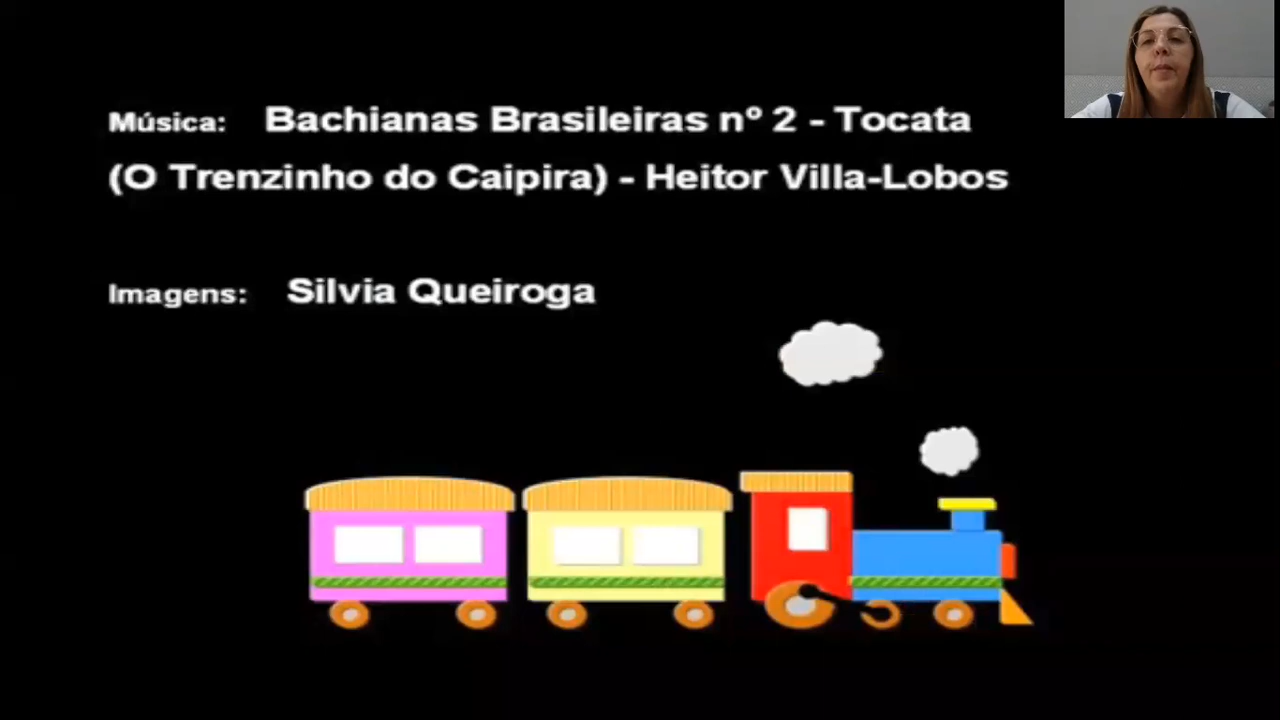 Música: Bachianas Brasileiras nº 2 - Tocata
(O Trenzinho do Caipira) - Heitor Villa-Lobos
Imagens: Silvia Queiroga